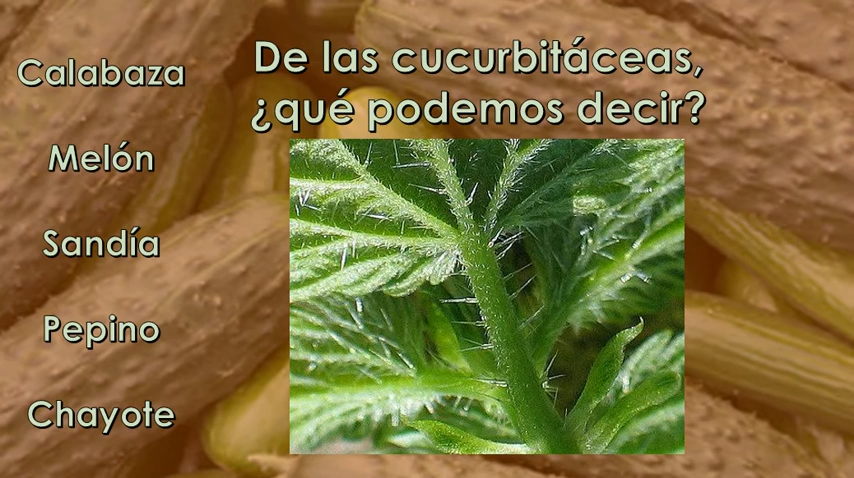 De las cucurbitáceas,
¿qué podemos decir?
Calabaza
Melón
Sandía
Pepino
Chayote